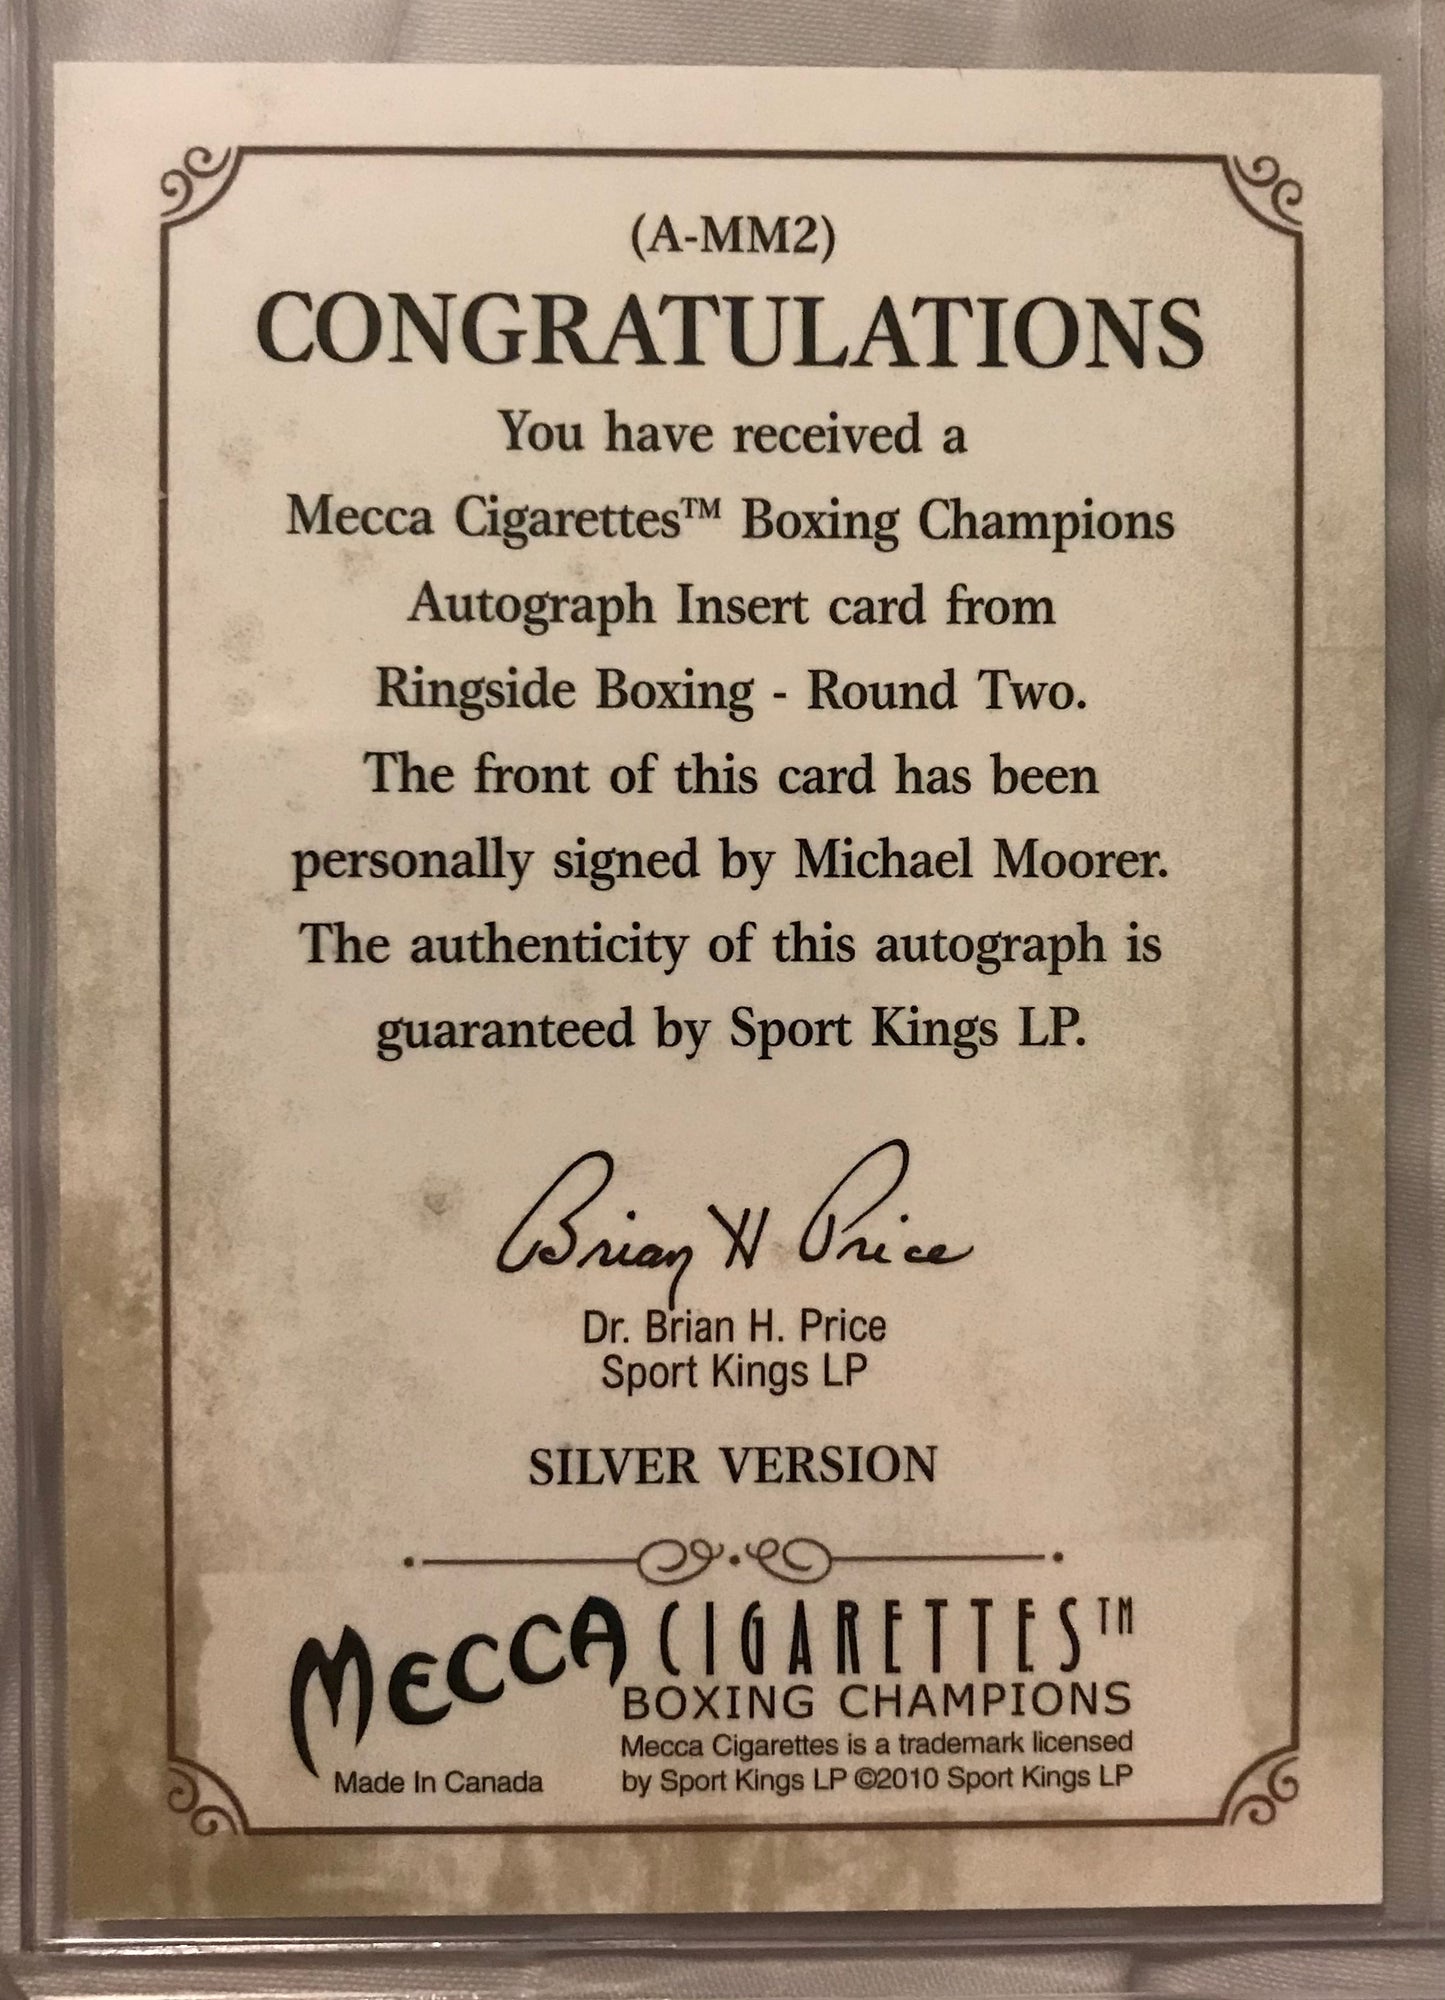 (A-MM2)
CONGRATULATIONS
You have received a
Mecca Cigarettes™ Boxing Champions
Autograph Insert card from
Ringside Boxing - Round Two.
The front of this card has been
personally signed by Michael Moorer.
The authenticity of this autograph is
guaranteed by Sport Kings LP.
Brian H Price
Dr. Brian H. Price
Sport Kings LP
SILVER VERSION
MECCA CIGARETTES™
BOXING CHAMPIONS
Mecca Cigarettes is a trademark licensed
Made In Canada by Sport Kings LP ©2010 Sport Kings LP